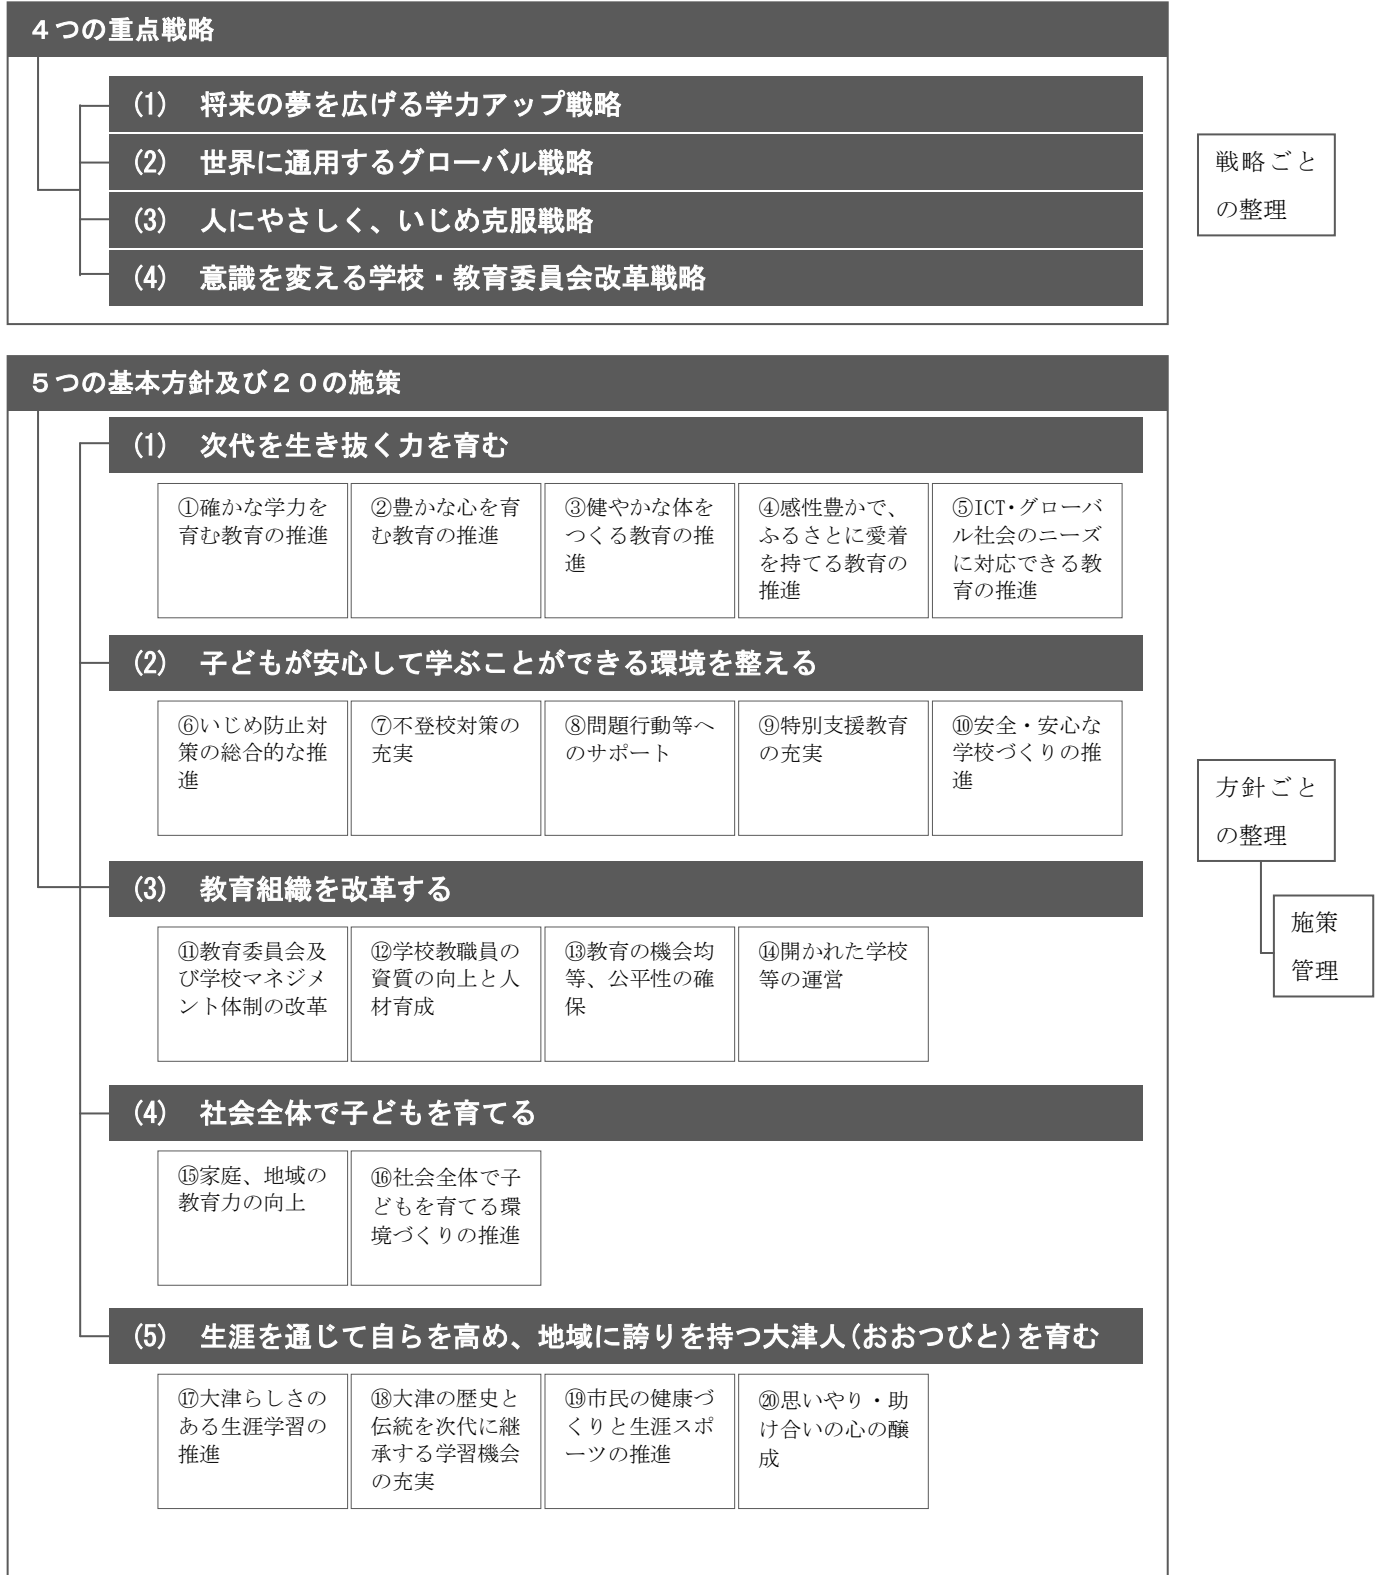 ４つの重点戦略
(1) 将来の夢を広げる学力アップ戦略
(2) 世界に通用するグローバル戦略
(3) 人にやさしく、いじめ克服戦略
(4) 意識を変える学校・教育委員会改革戦略
戦略ごと
の整理
５つの基本方針及び２０の施策
(1) 次代を生き抜く力を育む
①確かな学力を
育む教育の推進
②豊かな心を育
む教育の推進
③健やかな体を
つくる教育の推
進
④感性豊かで、
ふるさとに愛着
を持てる教育の
推進
⑤ICT・グローバ
ル社会のニーズ
に対応できる教
育の推進
(2) 子どもが安心して学ぶことができる環境を整える
⑥いじめ防止対
策の総合的な推
進
⑦不登校対策の
充実
⑧問題行動等へ
のサポート
⑨特別支援教育
の充実
⑩安全・安心な
学校づくりの推
進
方針ごと
の整理
施策
管理
(3) 教育組織を改革する
⑪教育委員会及
び学校マネジメ
ント体制の改革
⑫学校教職員の
資質の向上と人
材育成
⑬教育の機会均
等、公平性の確
保
⑭開かれた学校
等の運営
(4) 社会全体で子どもを育てる
⑮家庭、地域の
教育力の向上
⑯社会全体で子
どもを育てる環
境づくりの推進
(5) 生涯を通じて自らを高め、地域に誇りを持つ大津人(おおつびと)を育む
⑰大津らしさの
ある生涯学習の
推進
⑱大津の歴史と
伝統を次代に継
承する学習機会
の充実
⑲市民の健康づ
くりと生涯スポ
ーツの推進
⑳思いやり・助
け合いの心の醸
成